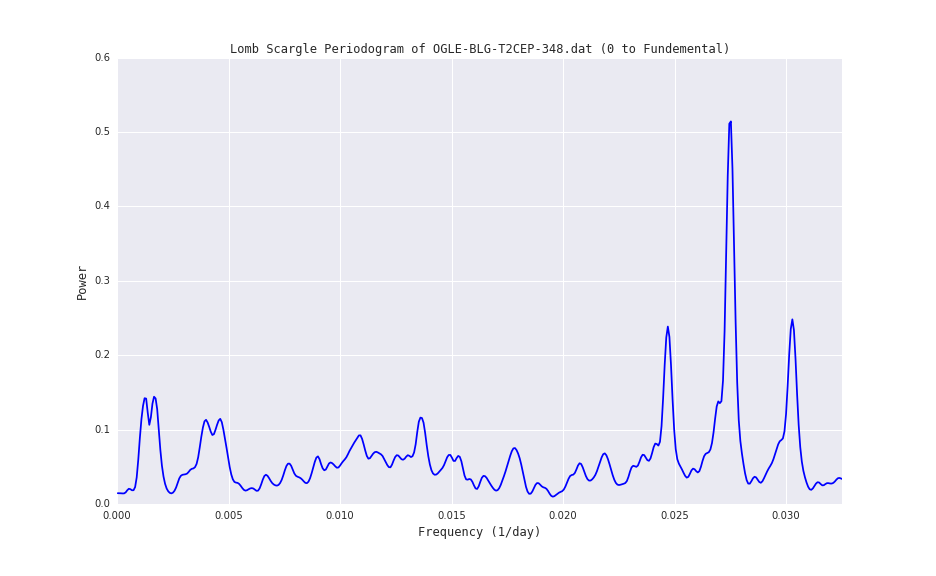 Lomb Scargle Periodogram of OGLE-BLG-T2CEP-348.dat (0 to Fundemental)
0.6
0.5
0.4
0.3
0.2
0.1
0.0
Power
0.000 0.005 0.010 0.015 0.020 0.025 0.030
Frequency (1/day)